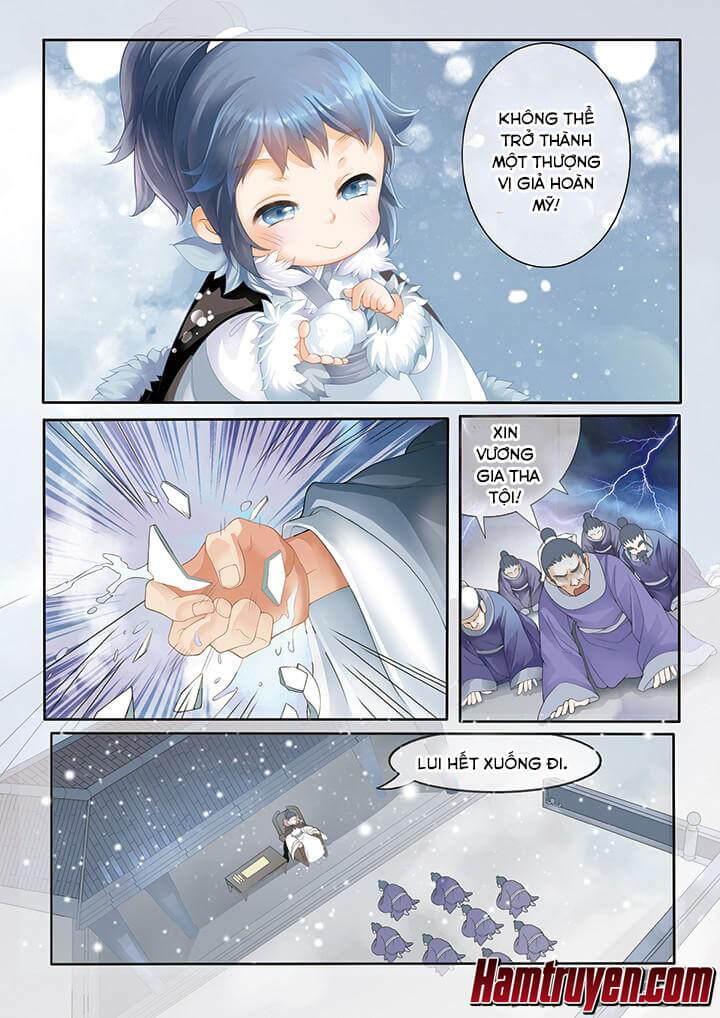 KHÔNG THỂ
TRỞ THÀNH
MỘT THƯỢNG
VỊ GIẢ HOÀN
MỸ!
XIN
VƯƠNG
GIA THA
TỘI!
LUI HẾT XUỐNG ĐI.
Hamtruyen.com